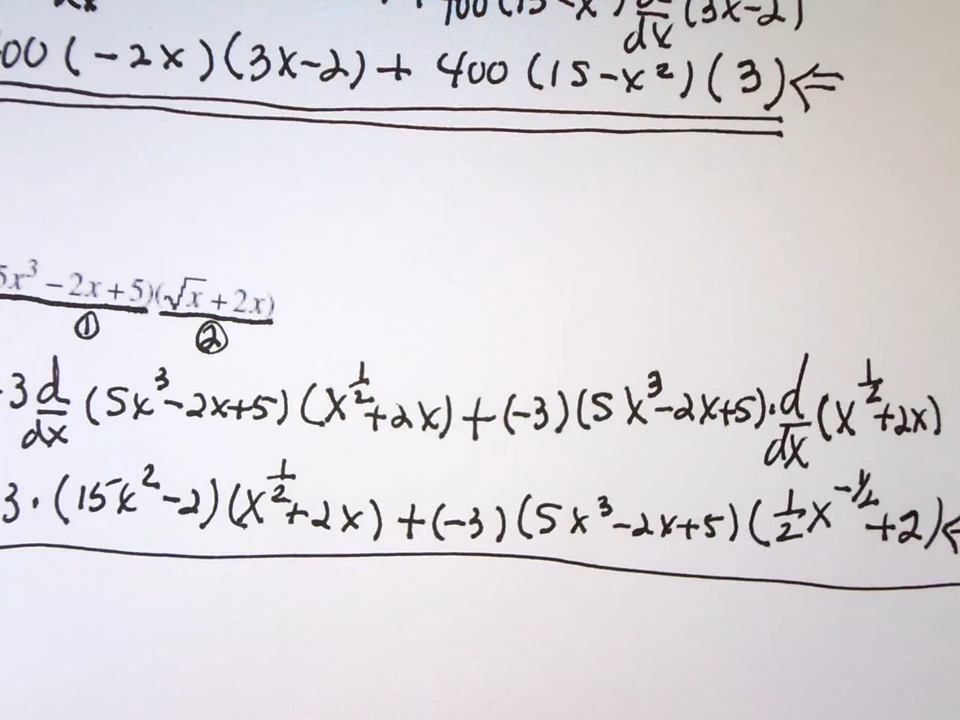 400(15-x²) d/dx (3x-2)
00(-2x)(3x-2) + 400(15-x²)(3) ⇐
5x³ - 2x + 5)(√x + 2x)
① ②
-3 d/dx (5x³-2x+5)(x^½+2x)+(-3)(5x³-2x+5)·d/dx(x^½+2x)
3·(15x²-2)(x^½+2x)+(-3)(5x³-2x+5)(½x^-½+2)⇐